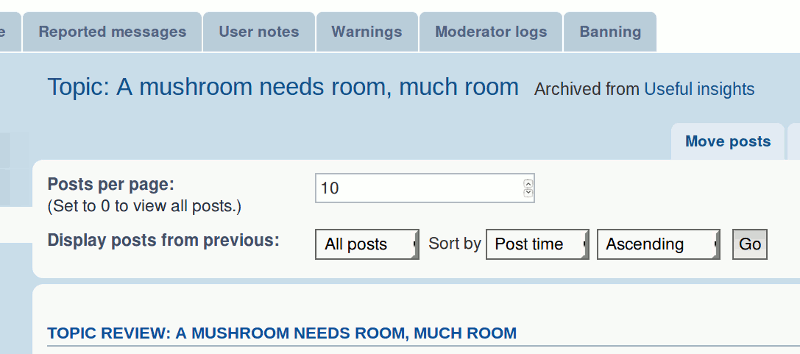 e Reported messages User notes Warnings Moderator logs Banning
Topic: A mushroom needs room, much room Archived from Useful insights
Move posts
Posts per page: 10
(Set to 0 to view all posts.)
Display posts from previous: All posts Sort by Post time Ascending Go
TOPIC REVIEW: A MUSHROOM NEEDS ROOM, MUCH ROOM